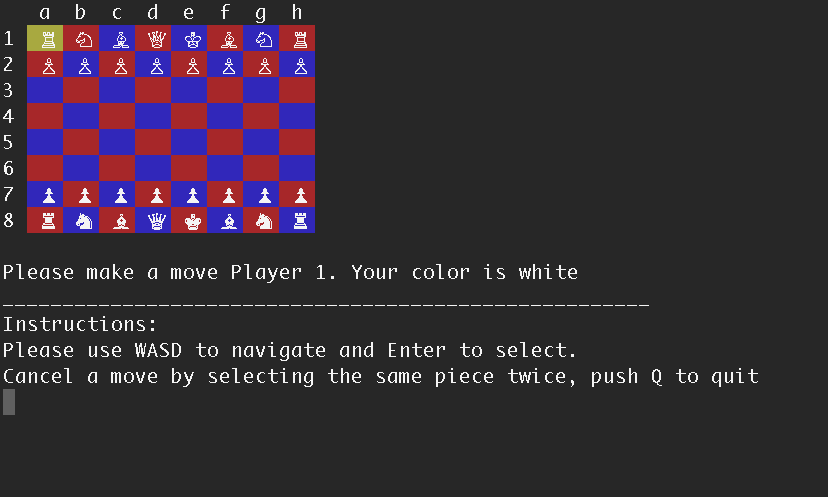 a b c d e f g h
1 ♖ ♘ ♗ ♕ ♔ ♗ ♘ ♖
2 ♙ ♙ ♙ ♙ ♙ ♙ ♙ ♙
3
4
5
6
7 ♟ ♟ ♟ ♟ ♟ ♟ ♟ ♟
8 ♜ ♞ ♝ ♛ ♚ ♝ ♞ ♜
Please make a move Player 1. Your color is white
______________________________________________________
Instructions:
Please use WASD to navigate and Enter to select.
Cancel a move by selecting the same piece twice, push Q to quit